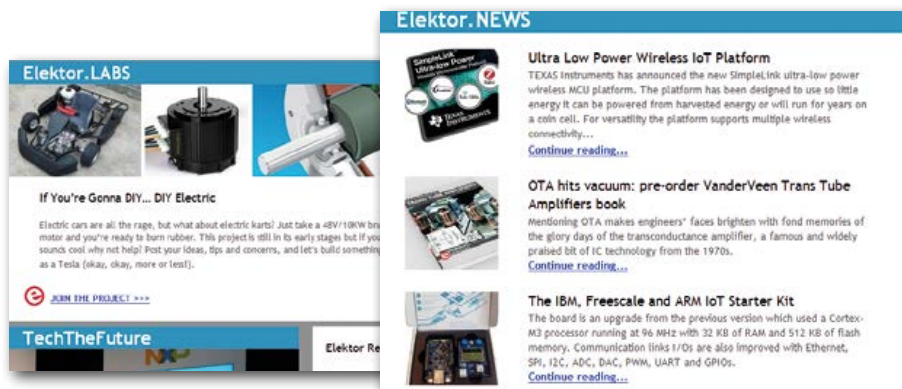 Elektor.LABS
If You're Gonna DIY... DIY Electric
Electric cars are all the rage, but what about electric karts? Just take a 48V/10KW
motor and you're ready to burn rubber. This project is still in its early stages but if you
sounds cool why not help? Post your ideas, tips and concerns, and let's build something
as a Tesla (okay, okay, more or less!).
JOIN THE PROJECT >>>
TechTheFuture
NXP
Elektor
Elektor.NEWS
SimpleLink
Ultra-low Power
TEXAS
INSTRUMENTS
Ultra Low Power Wireless IoT Platform
TEXAS Instruments has announced the new SimpleLink ultra-low power
wireless MCU platform. The platform has been designed to use so little
energy it can be powered from harvested energy or will run for years on
a coin cell. For versatility the platform supports multiple wireless
connectivity...
Continue reading...
OTA hits vacuum: pre-order VanderVeen Trans Tube
Amplifiers book
Mentioning OTA makes engineers' faces brighten with fond memories of
the glory days of the transconductance amplifier, a famous and widely
praised bit of IC technology from the 1970s.
Continue reading...
The IBM, Freescale and ARM IoT Starter Kit
The board is an upgrade from the previous version which used a Cortex-
M3 processor running at 96 MHz with 32 KB of RAM and 512 KB of flash
memory. Communication links I/Os are also improved with Ethernet,
SPI, I2C, ADC, DAC, PWM, UART and GPIOs.
Continue reading...